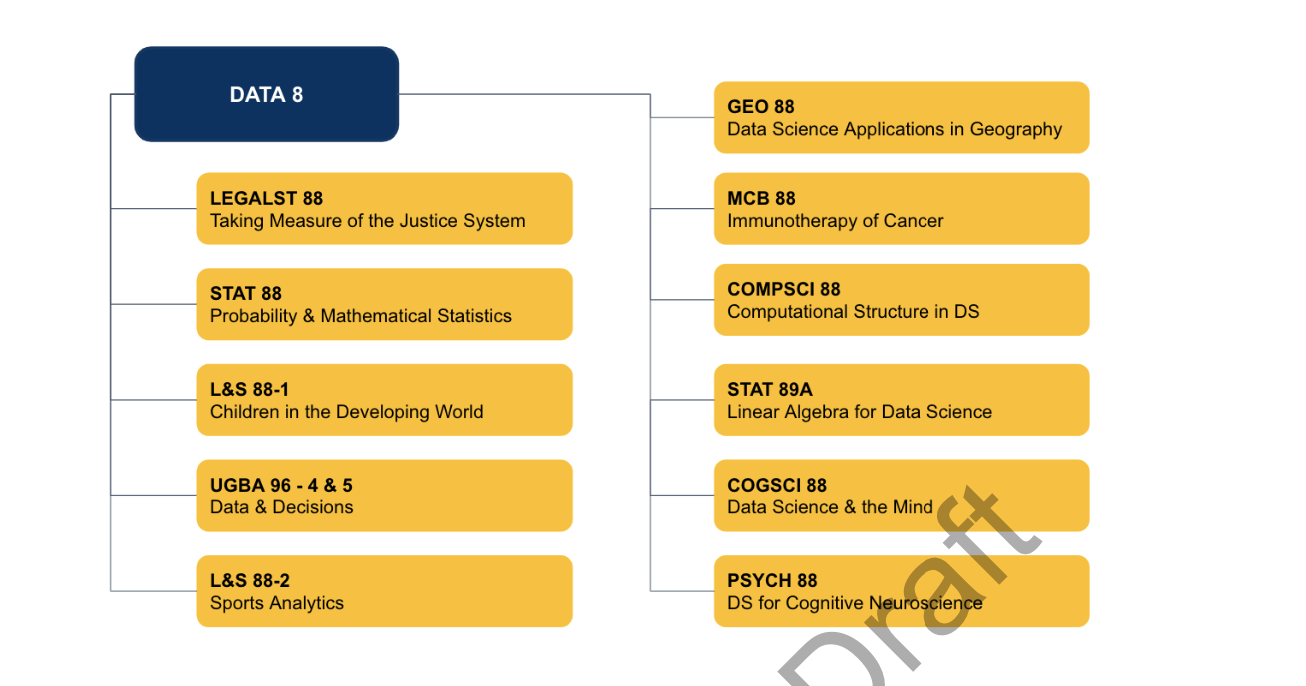 DATA 8
LEGALST 88
Taking Measure of the Justice System
STAT 88
Probability & Mathematical Statistics
L&S 88-1
Children in the Developing World
UGBA 96 - 4 & 5
Data & Decisions
L&S 88-2
Sports Analytics
GEO 88
Data Science Applications in Geography
MCB 88
Immunotherapy of Cancer
COMPSCI 88
Computational Structure in DS
STAT 89A
Linear Algebra for Data Science
COGSCI 88
Data Science & the Mind
PSYCH 88
DS for Cognitive Neuroscience
Draft